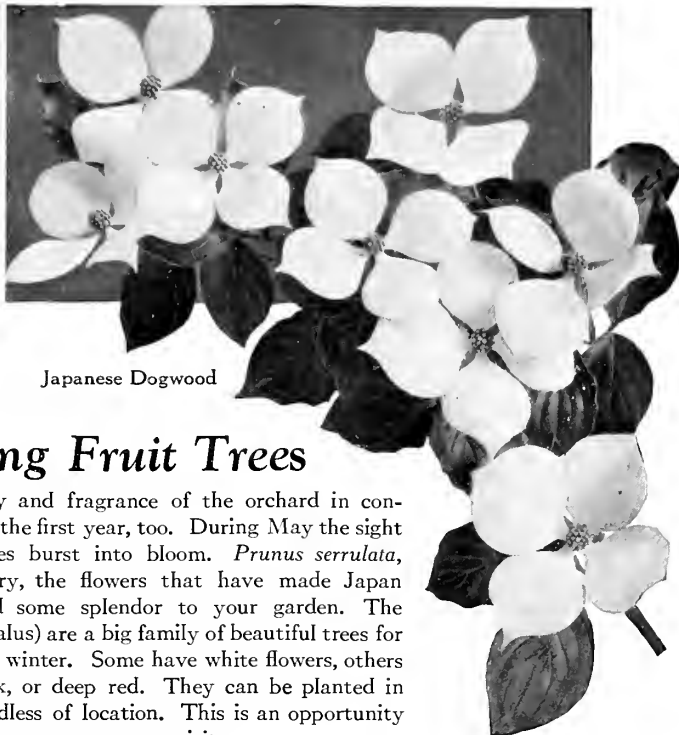 Japanese Dogwood
ng Fruit Trees
y and fragrance of the orchard in con-
the first year, too. During May the sight
es burst into bloom. Prunus serrulata,
ry, the flowers that have made Japan
d some splendor to your garden. The
alus) are a big family of beautiful trees for
winter. Some have white flowers, others
k, or deep red. They can be planted in
dless of location. This is an opportunity